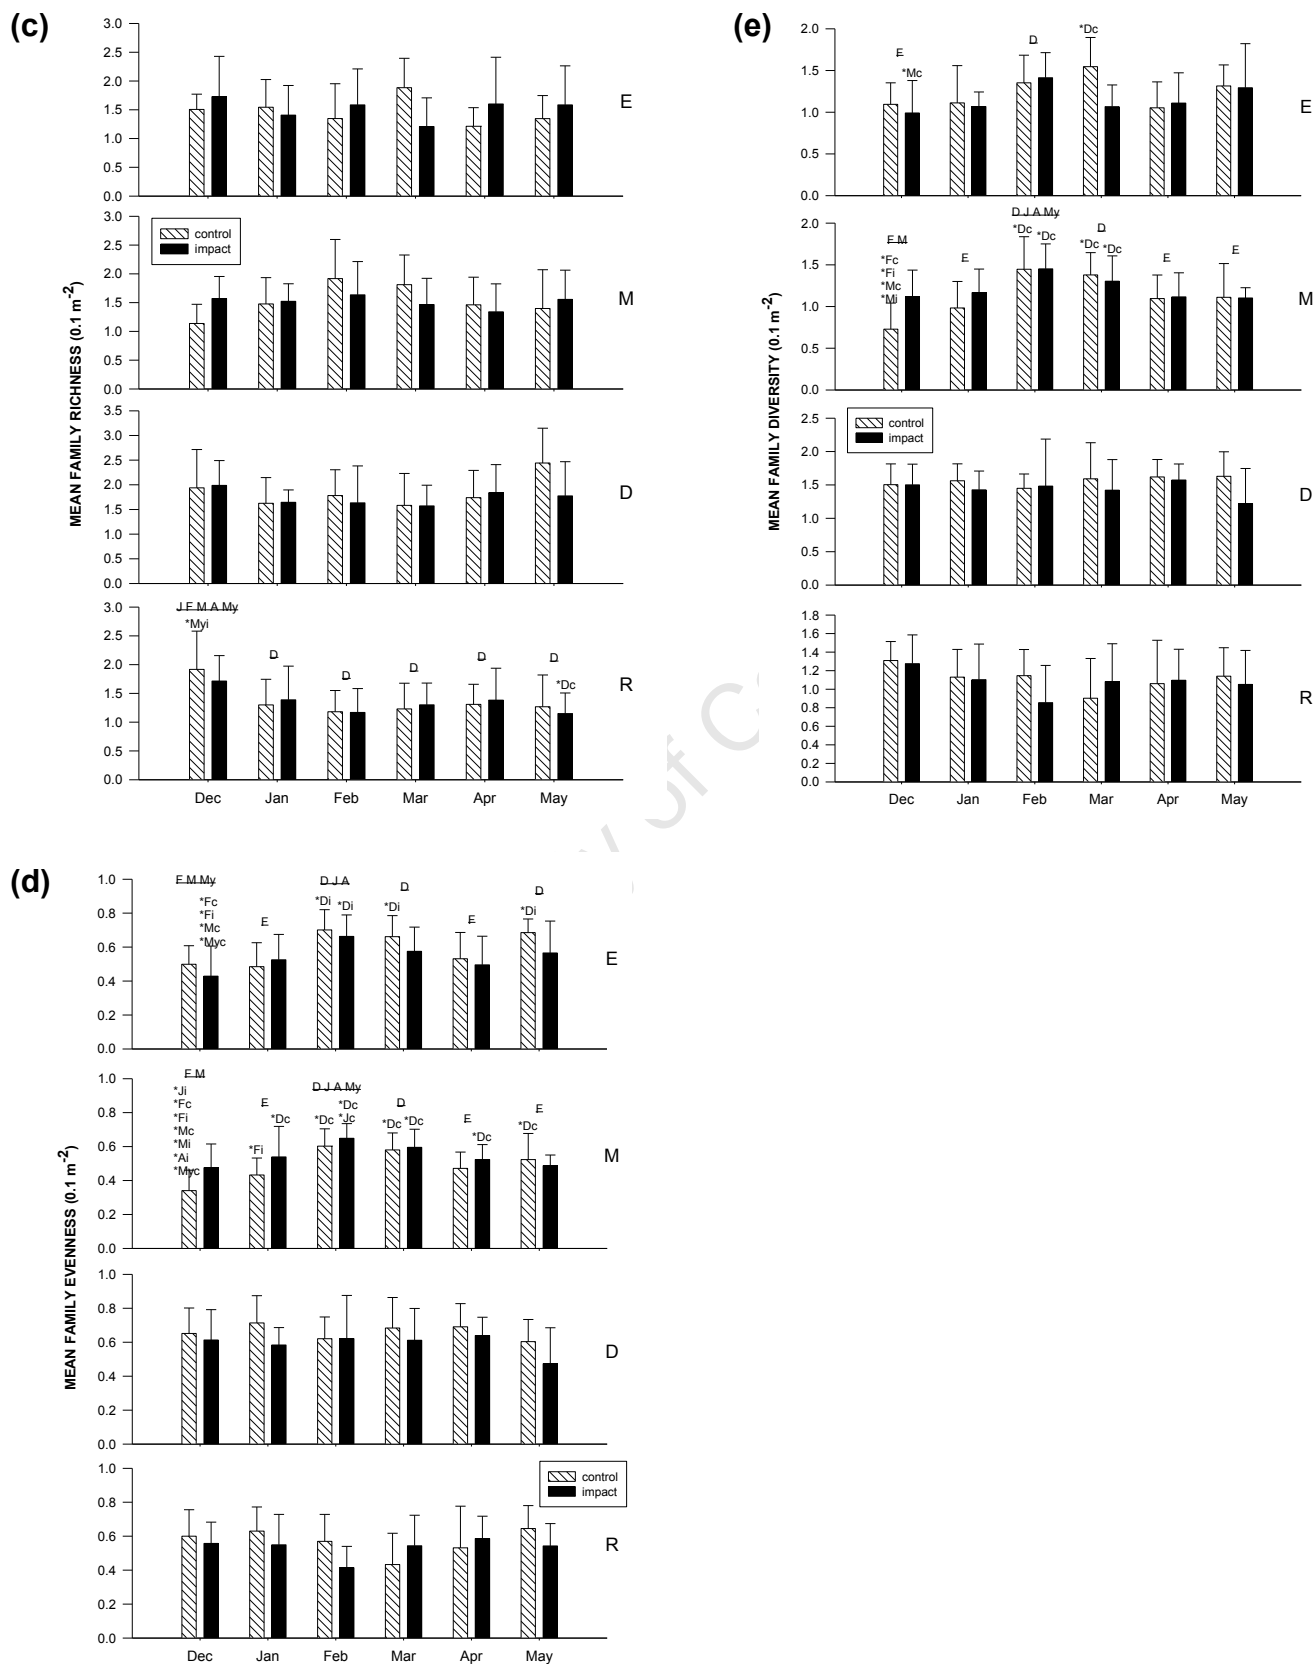 (c)
3.0
2.5
2.0
1.5
1.0
0.5
0.0
E
3.0
2.5
2.0
1.5
1.0
0.5
0.0
control
impact
M
MEAN FAMILY RICHNESS (0.1 m⁻²)
3.5
3.0
2.5
2.0
1.5
1.0
0.5
0.0
D
3.0
2.5
2.0
1.5
1.0
0.5
0.0
J F M A My
*Myi
D
D
D
D
D
*Dc
R
Dec Jan Feb Mar Apr May
(e)
2.0
1.5
1.0
0.5
0.0
F
*Mc
D
*Dc
E
2.0
1.5
1.0
0.5
0.0
F M
*Fc
*Fi
*Mc
*Mi
F
D J A My
*Dc *Dc
D
*Dc *Dc
F
F
M
MEAN FAMILY DIVERSITY (0.1 m⁻²)
2.5
2.0
1.5
1.0
0.5
0.0
control
impact
D
1.8
1.6
1.4
1.2
1.0
0.8
0.6
0.4
0.2
0.0
R
Dec Jan Feb Mar Apr May
y of C
(d)
1.0
0.8
0.6
0.4
0.2
0.0
F M My
*Fc
*Fi
*Mc
*Myc
F
D J A
*Di *Di
D
*Di
F
D
*Di
E
1.0
0.8
0.6
0.4
0.2
0.0
F M
*Ji
*Fc
*Fi
*Mc
*Mi
*Ai
*Myc
F
*Fi *Dc
D J A My
*Dc
*Dc *Jc
D
*Dc *Dc
F
*Dc
F
*Dc
M
MEAN FAMILY EVENNESS (0.1 m⁻²)
1.0
0.8
0.6
0.4
0.2
0.0
D
1.0
0.8
0.6
0.4
0.2
0.0
control
impact
R
Dec Jan Feb Mar Apr May